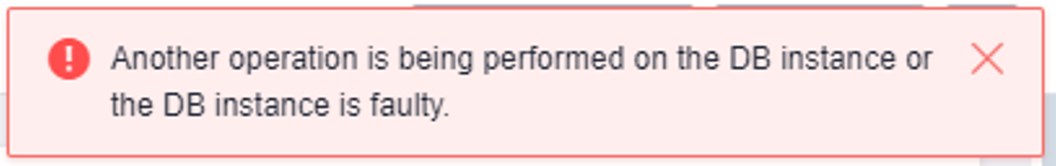 Another operation is being performed on the DB instance or
the DB instance is faulty.